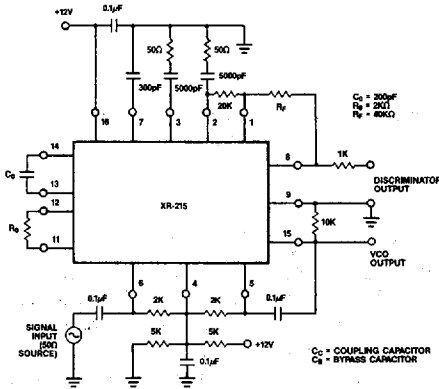 +12V
0.1µF
50Ω
50Ω
300pF
5000pF
5000pF
20K
RF
C0 = 200pF
R0 = 2KΩ
RF = 40KΩ
16
7
3
2
1
14
C0
13
12
R0
11
XR-215
8
1K
DISCRIMINATOR
OUTPUT
9
10K
15
VCO
OUTPUT
6
4
5
0.1µF
2K
2K
0.1µF
SIGNAL
INPUT
(50Ω
SOURCE)
5K
5K
+12V
0.1µF
CC = COUPLING CAPACITOR
CB = BYPASS CAPACITOR